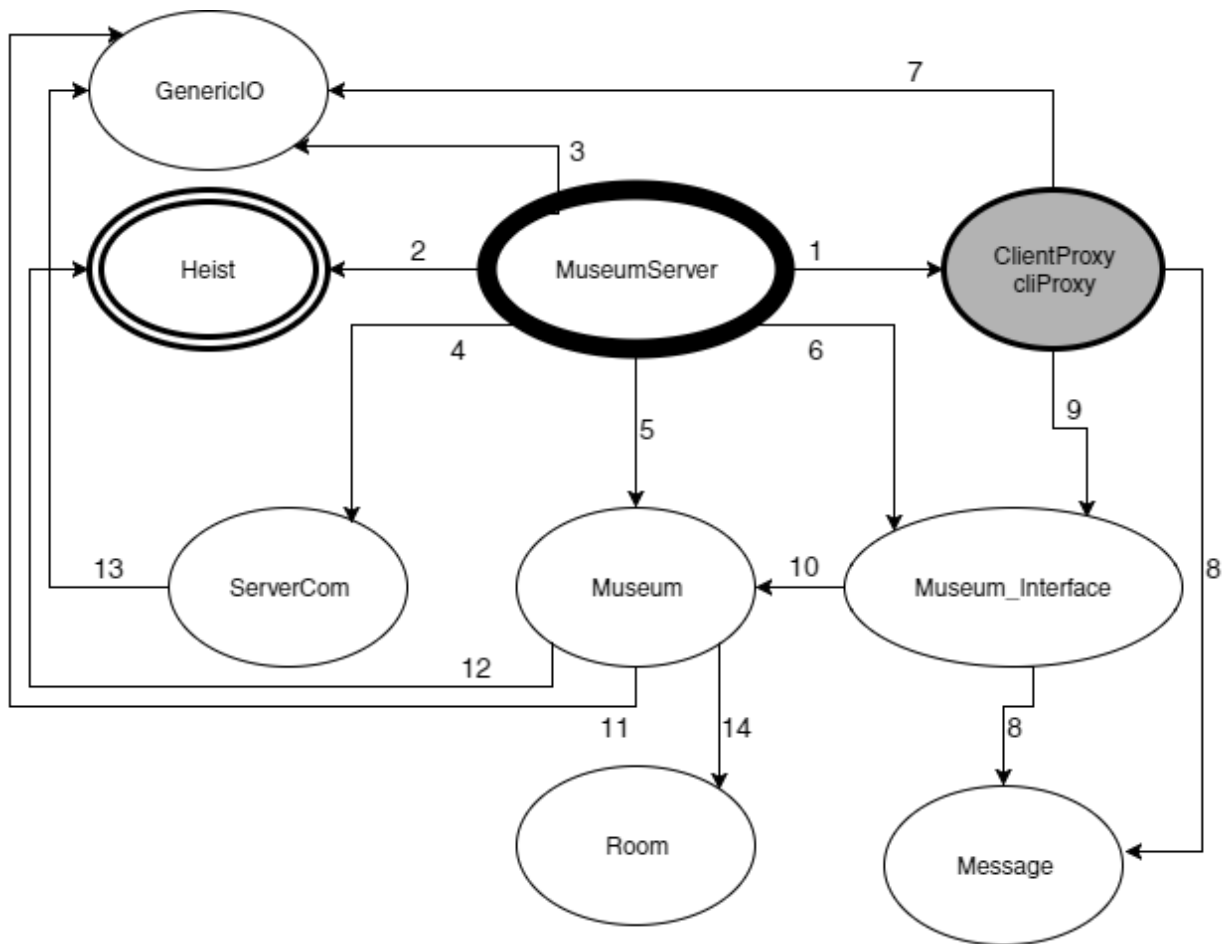 GenericIO
7
3
Heist
2
MuseumServer
1
ClientProxy
cliProxy
4
6
9
5
13
ServerCom
Museum
10
Museum_Interface
8
12
11
14
8
Room
Message